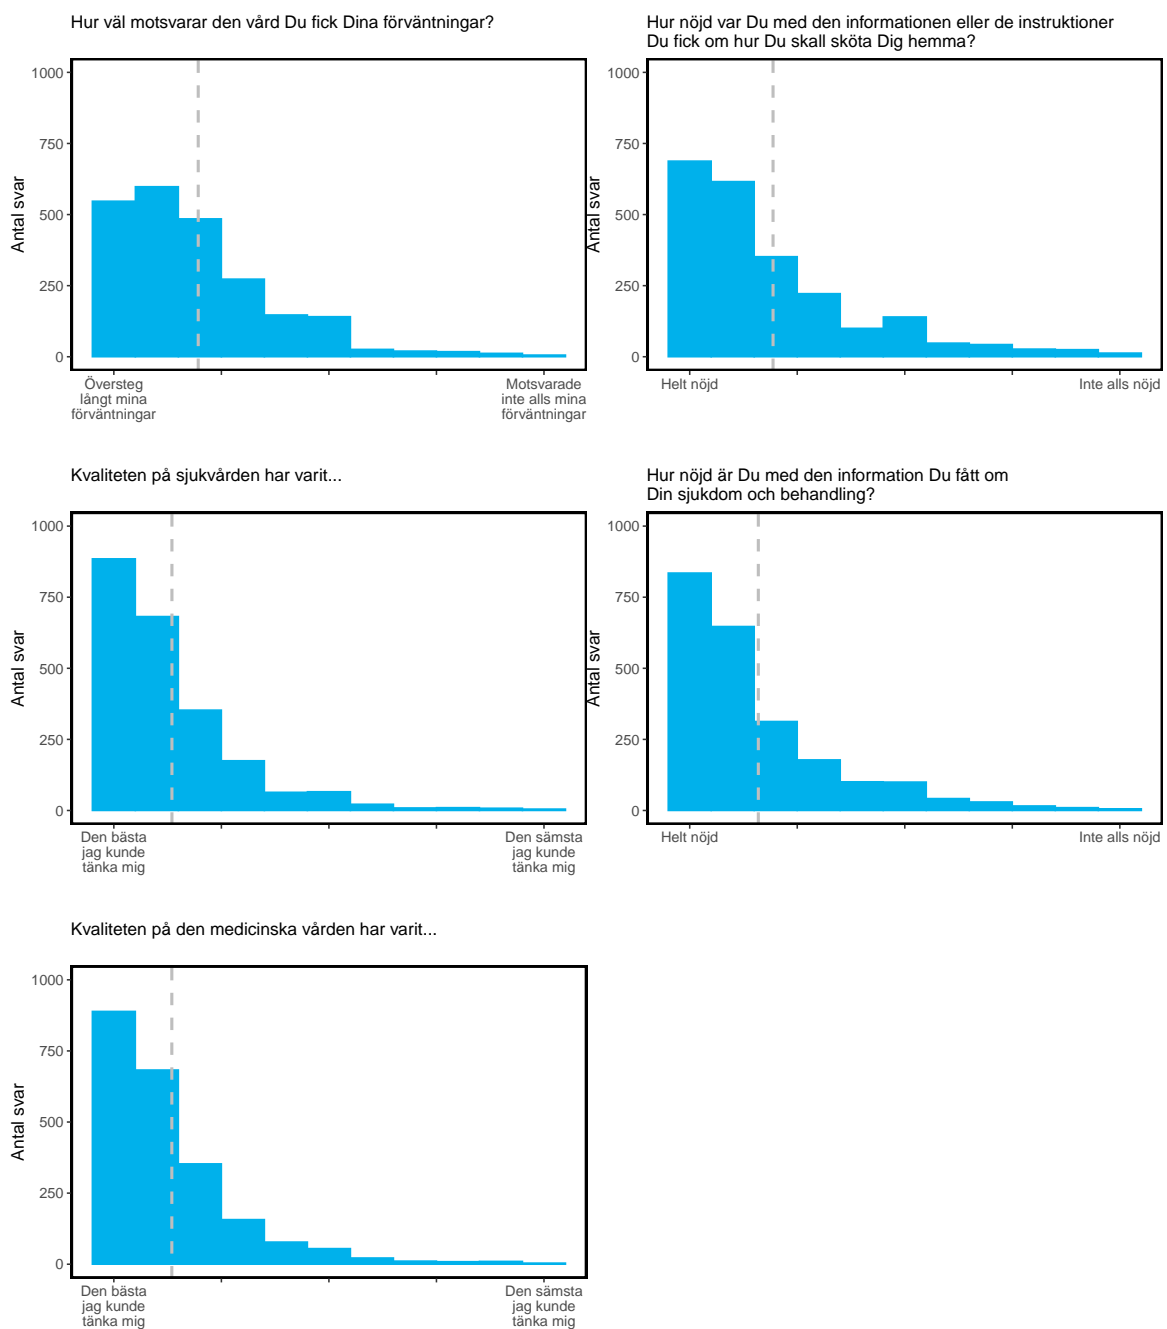 Hur väl motsvarar den vård Du fick Dina förväntningar?
1000
750
500
250
0
Antal svar
Översteg
långt mina
förväntningar
Motsvarade
inte alls mina
förväntningar
Hur nöjd var Du med den informationen eller de instruktioner
Du fick om hur Du skall sköta Dig hemma?
1000
750
500
250
0
Antal svar
Helt nöjd
Inte alls nöjd
Kvaliteten på sjukvården har varit...
1000
750
500
250
0
Antal svar
Den bästa
jag kunde
tänka mig
Den sämsta
jag kunde
tänka mig
Hur nöjd är Du med den information Du fått om
Din sjukdom och behandling?
1000
750
500
250
0
Antal svar
Helt nöjd
Inte alls nöjd
Kvaliteten på den medicinska vården har varit...
1000
750
500
250
0
Antal svar
Den bästa
jag kunde
tänka mig
Den sämsta
jag kunde
tänka mig